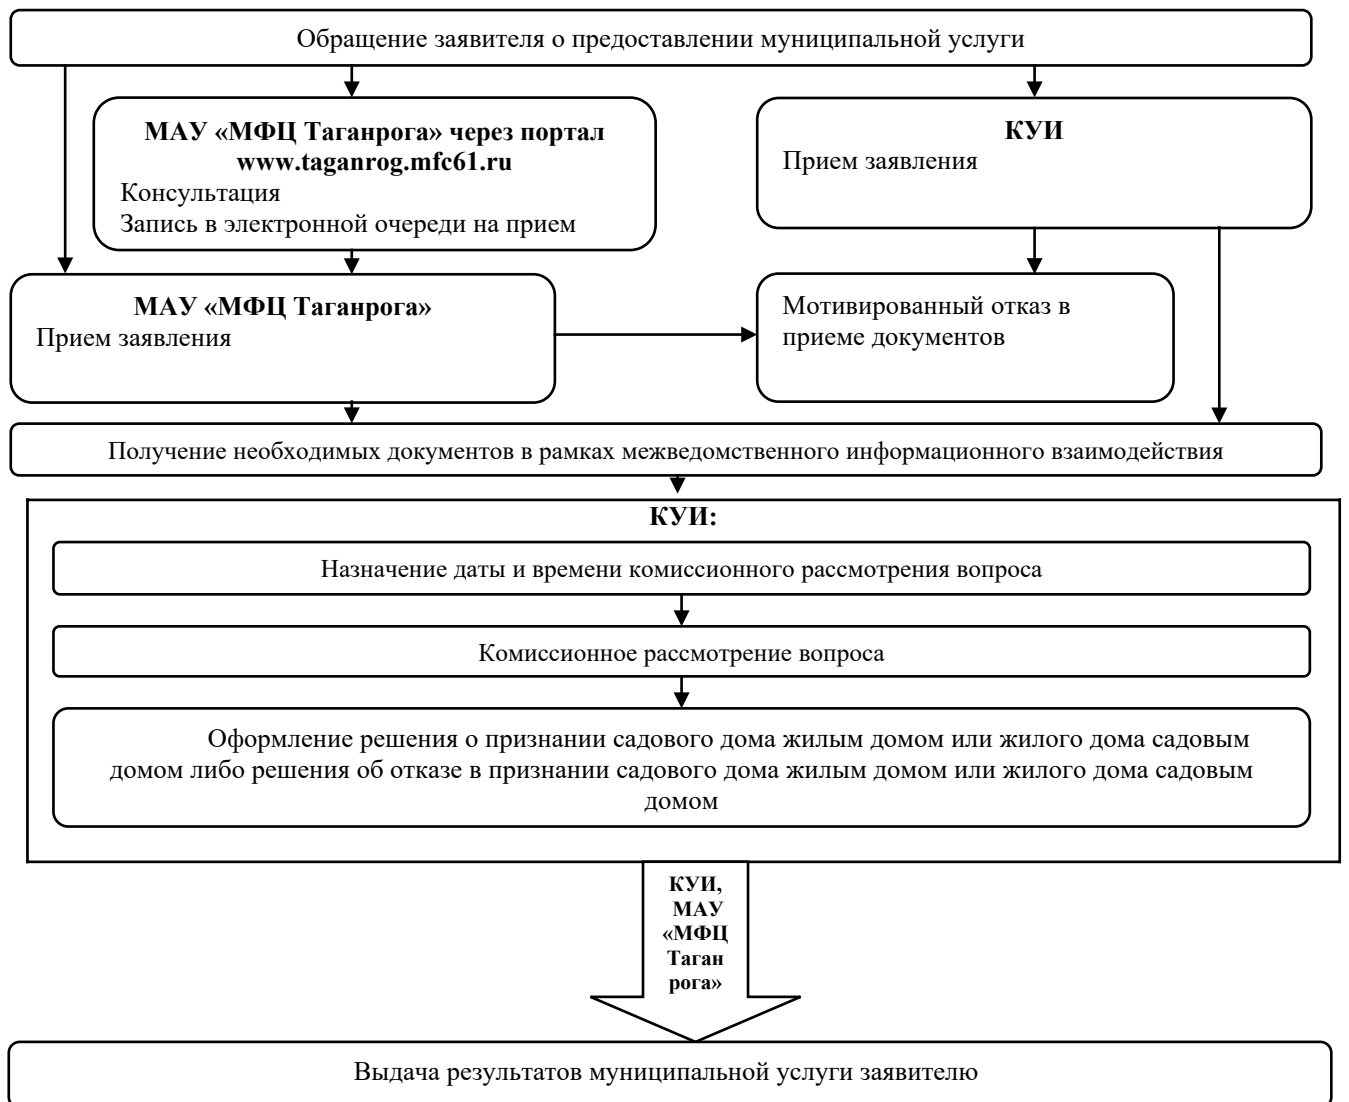 Обращение заявителя о предоставлении муниципальной услуги
МАУ «МФЦ Таганрога» через портал
www.taganrog.mfc61.ru
Консультация
Запись в электронной очереди на прием
КУИ
Прием заявления
МАУ «МФЦ Таганрога»
Прием заявления
Мотивированный отказ в
приеме документов
Получение необходимых документов в рамках межведомственного информационного взаимодействия
КУИ:
Назначение даты и времени комиссионного рассмотрения вопроса
Комиссионное рассмотрение вопроса
Оформление решения о признании садового дома жилым домом или жилого дома садовым
домом либо решения об отказе в признании садового дома жилым домом или жилого дома садовым
домом
КУИ,
МАУ
«МФЦ
Таган
рога»
Выдача результатов муниципальной услуги заявителю